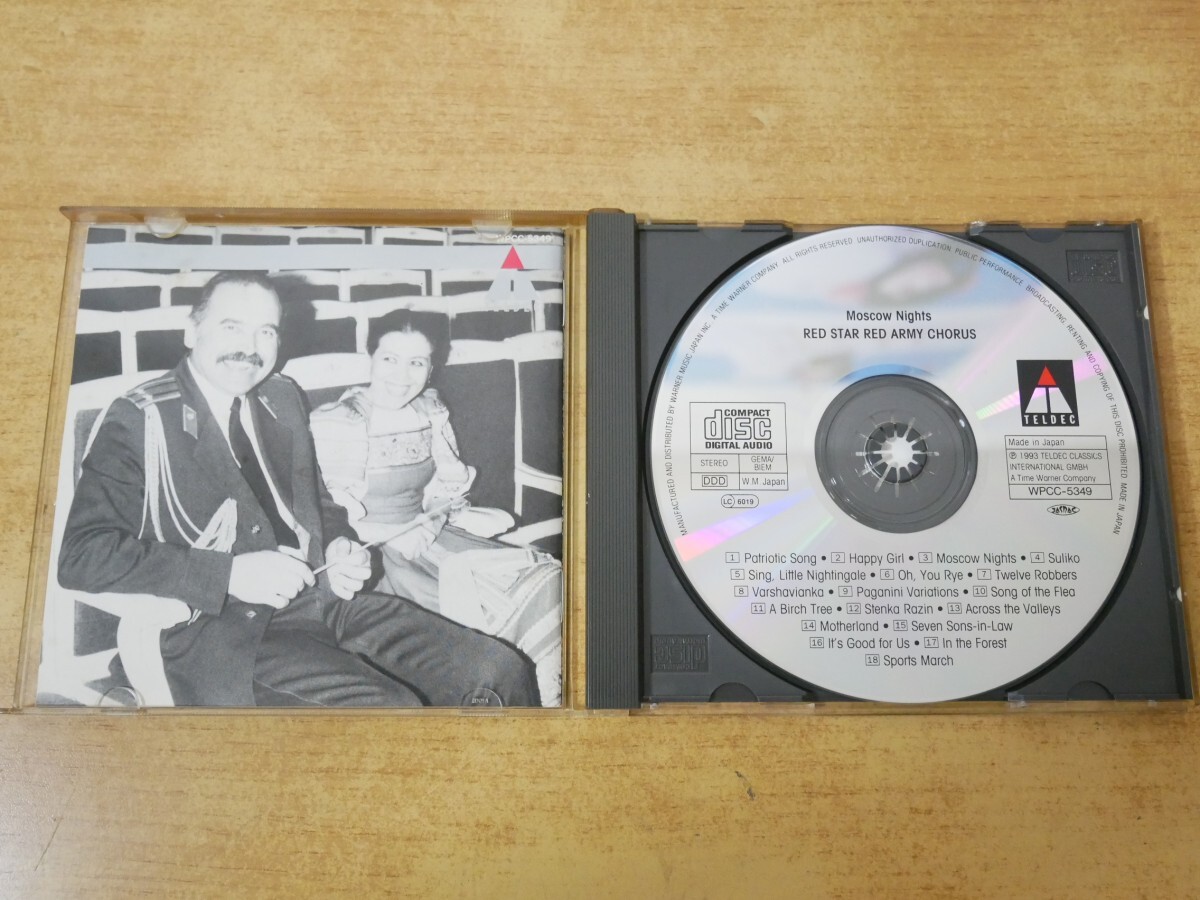 WPCC-5349
MANUFACTURED AND DISTRIBUTED BY WARNER MUSIC JAPAN INC. A TIME WARNER COMPANY. ALL RIGHTS RESERVED. UNAUTHORIZED DUPLICATION. PUBLIC PERFORMANCE. BROADCASTING. RENTING AND COPYING OF THIS DISC PROHIBITED. MADE IN JAPAN
Moscow Nights
RED STAR RED ARMY CHORUS
COMPACT
disc
DIGITAL AUDIO
STEREO
GEMA/
BIEM
DDD
W.M. Japan
LC 6019
TELDEC
Made in Japan
℗ 1993 TELDEC CLASSICS
INTERNATIONAL GMBH
A Time Warner Company
WPCC-5349
JASRAC
1 Patriotic Song • 2 Happy Girl • 3 Moscow Nights • 4 Suliko
5 Sing, Little Nightingale • 6 Oh, You Rye • 7 Twelve Robbers
8 Varshavianka • 9 Paganini Variations • 10 Song of the Flea
11 A Birch Tree • 12 Stenka Razin • 13 Across the Valleys
14 Motherland • 15 Seven Sons-in-Law
16 It's Good for Us • 17 In the Forest
18 Sports March